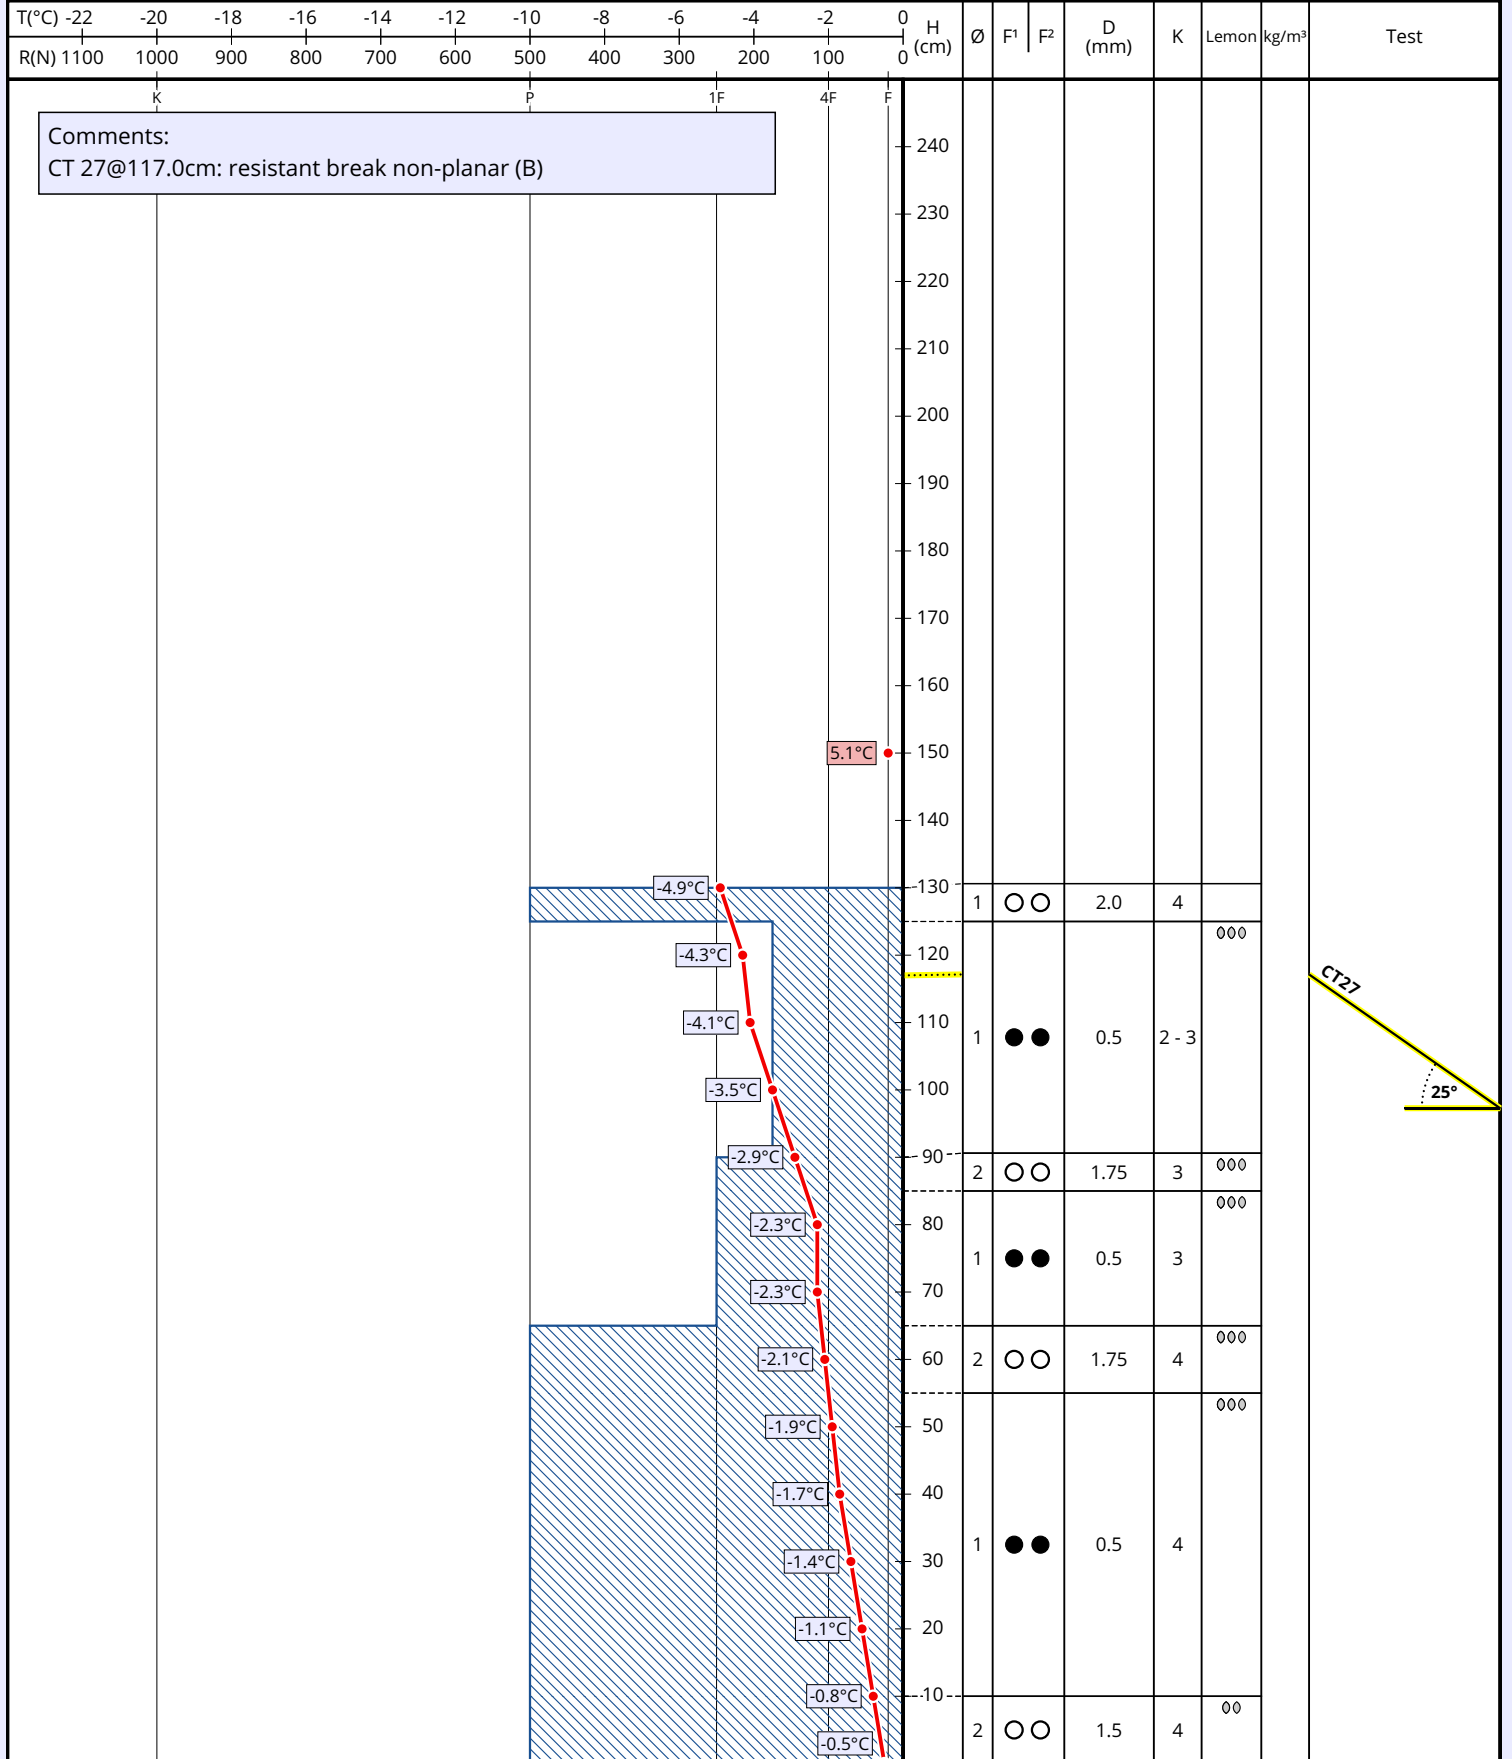 T(°C) -22 -20 -18 -16 -14 -12 -10 -8 -6 -4 -2 0
R(N) 1100 1000 900 800 700 600 500 400 300 200 100 0
H (cm) Ø F¹ F² D (mm) K Lemon kg/m³ Test
K P 1F 4F F
Comments:
CT 27@117.0cm: resistant break non-planar (B)
240
230
220
210
200
190
180
170
160
5.1°C 150
140
-4.9°C 130
1 2.0 4
-4.3°C 120
CT27
-4.1°C 110
1 0.5 2 - 3
-3.5°C 100
25°
-2.9°C 90
2 1.75 3
-2.3°C 80
1 0.5 3
-2.3°C 70
-2.1°C 60 2 1.75 4
-1.9°C 50
-1.7°C 40
1 0.5 4
-1.4°C 30
-1.1°C 20
-0.8°C 10
2 1.5 4
-0.5°C